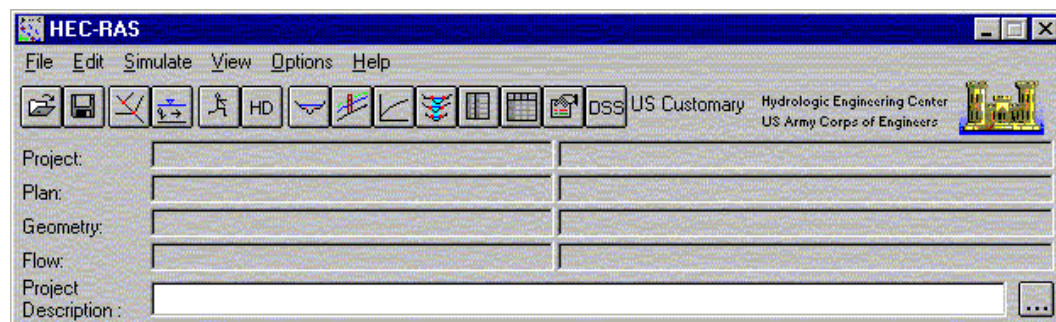 HEC-RAS
File Edit Simulate View Options Help
HD DSS US Customary Hydrologic Engineering Center
US Army Corps of Engineers
Project:
Plan:
Geometry:
Flow:
Project
Description :
...